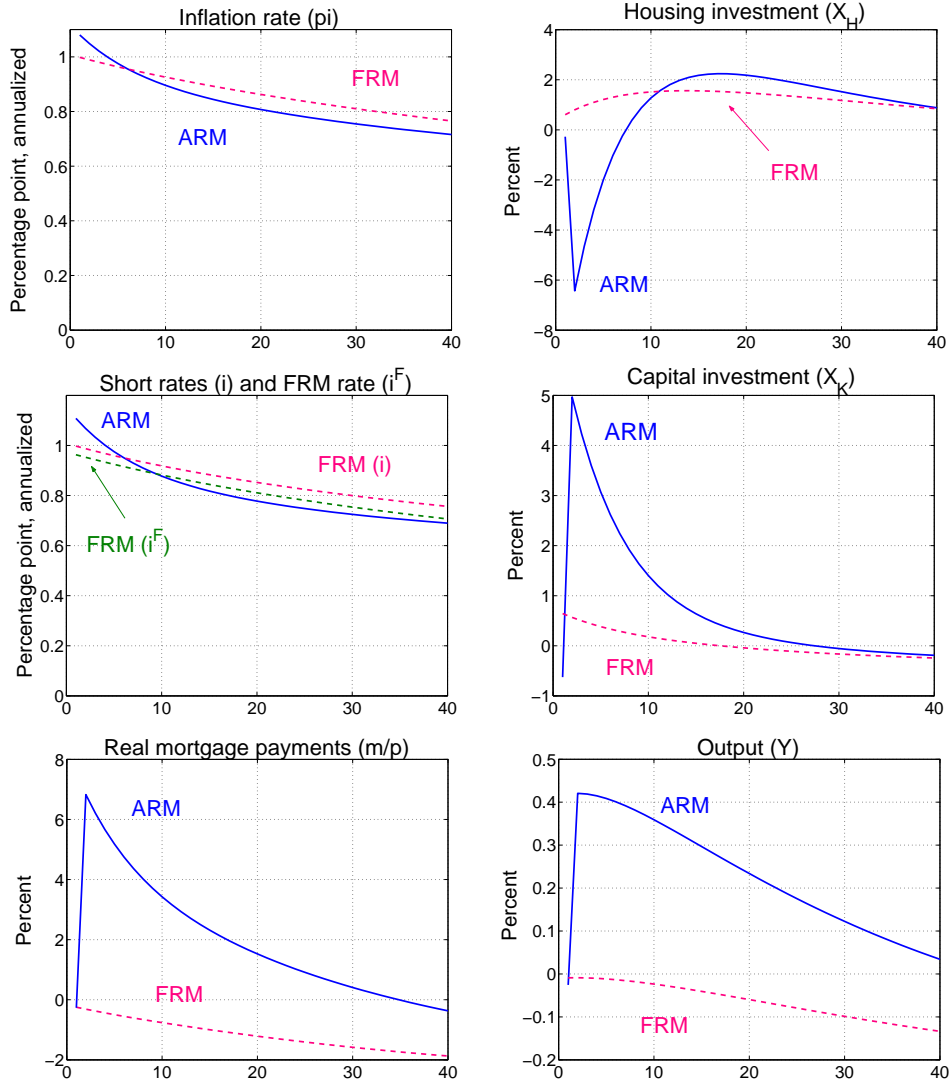 Inflation rate (pi)
Percentage point, annualized
1
0.8
0.6
0.4
0.2
0
0 10 20 30 40
FRM
ARM
Housing investment (X_H)
Percent
4
2
0
−2
−4
−6
−8
0 10 20 30 40
FRM
ARM
Short rates (i) and FRM rate (i^F)
Percentage point, annualized
1
0.8
0.6
0.4
0.2
0
0 10 20 30 40
ARM
FRM (i)
FRM (i^F)
Capital investment (X_K)
Percent
5
4
3
2
1
0
−1
0 10 20 30 40
ARM
FRM
Real mortgage payments (m/p)
Percent
8
6
4
2
0
−2
0 10 20 30 40
ARM
FRM
Output (Y)
Percent
0.5
0.4
0.3
0.2
0.1
0
−0.1
−0.2
0 10 20 30 40
ARM
FRM